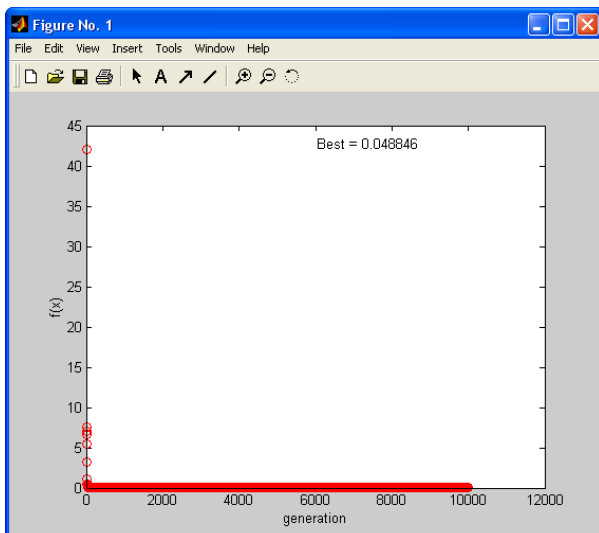 Figure No. 1
File Edit View Insert Tools Window Help
A
Best = 0.048846
45
40
35
30
25
20
15
10
5
0
f(x)
0 2000 4000 6000 8000 10000 12000
generation